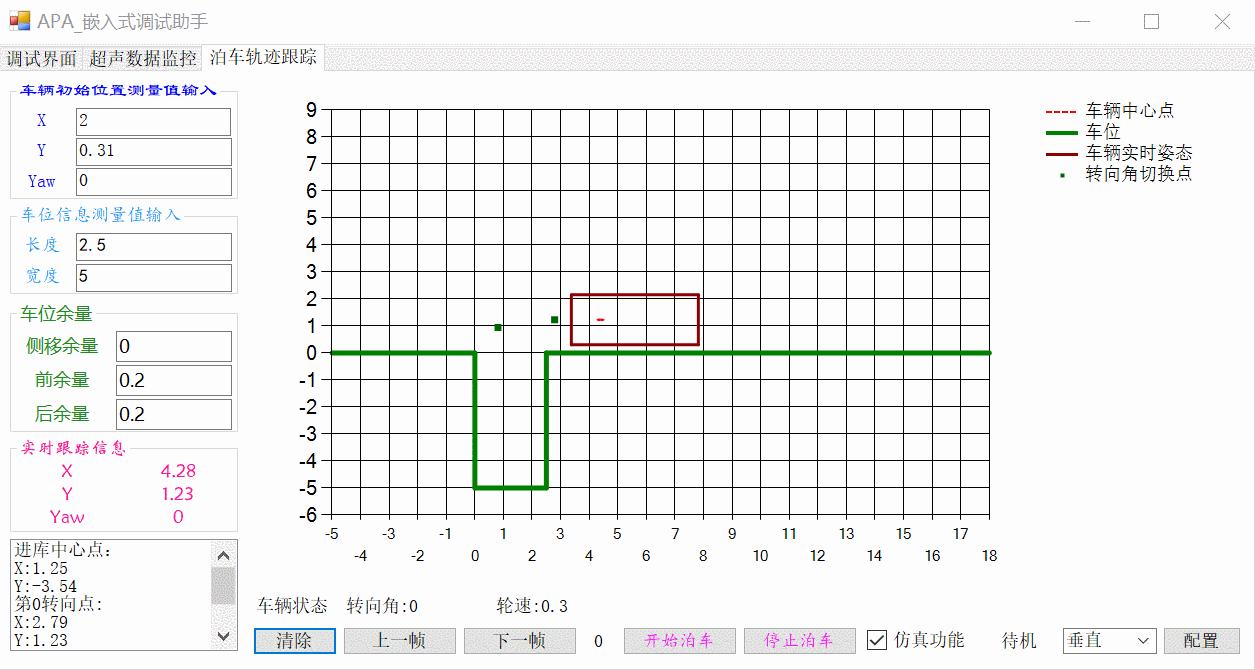 APA_嵌入式调试助手
调试界面 超声数据监控 泊车轨迹跟踪
车辆初始位置测量值输入
X 2
Y 0.31
Yaw 0
车位信息测量值输入
长度 2.5
宽度 5
车位余量
侧移余量 0
前余量 0.2
后余量 0.2
实时跟踪信息
X 4.28
Y 1.23
Yaw 0
进库中心点:
X:1.25
Y:-3.54
第0转向点:
X:2.79
Y:1.23
9
8
7
6
5
4
3
2
1
0
-1
-2
-3
-4
-5
-6
-5 -3 -1 1 3 5 7 9 11 13 15 17
-4 -2 0 2 4 6 8 10 12 14 16 18
车辆中心点
车位
车辆实时姿态
转向角切换点
车辆状态 转向角:0 轮速:0.3
清除 上一帧 下一帧 0 开始泊车 停止泊车 仿真功能 待机 垂直 配置